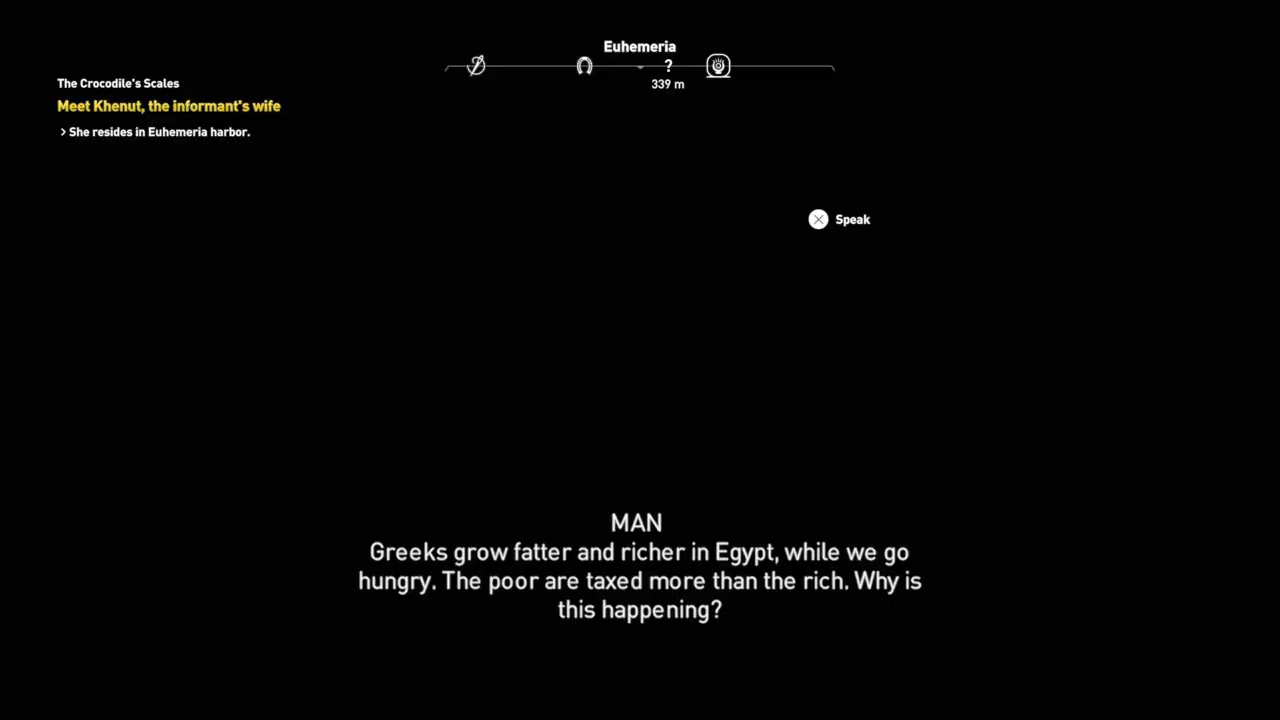 Euhemeria
?
339 m
The Crocodile's Scales
Meet Khenut, the informant's wife
> She resides in Euhemeria harbor.
Speak
MAN
Greeks grow fatter and richer in Egypt, while we go
hungry. The poor are taxed more than the rich. Why is
this happening?